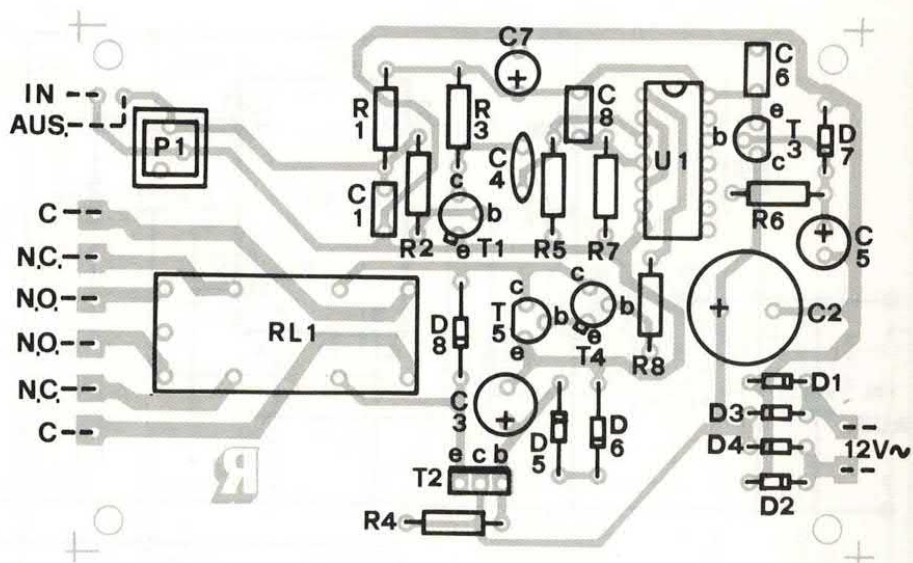 C7
C6
IN
AUS.
P1
R1
R3
C8
e
b
T3
c
D7
U1
C4
C1
c
b
e
R2
T1
R5
R7
R6
C5
C
N.C.
N.O.
N.O.
N.C.
C
RL1
D8
c
T5
b
e
c
b
e
T4
R8
C2
C3
D5
D6
D1
D3
D4
D2
12V~
e c b
T2
R4
R